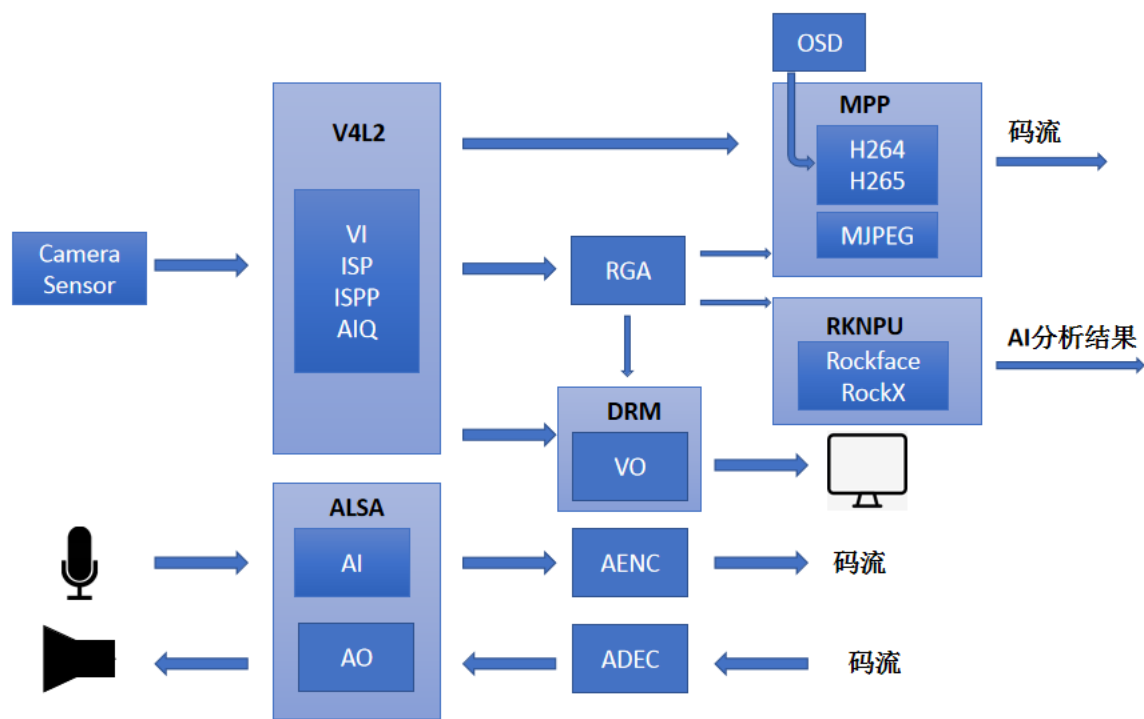 OSD
MPP
V4L2
H264
H265
码流
MJPEG
VI
ISP
ISPP
AIQ
Camera
Sensor
RGA
RKNPU
Rockface
RockX
AI分析结果
DRM
VO
ALSA
AI
AENC
码流
AO
ADEC
码流